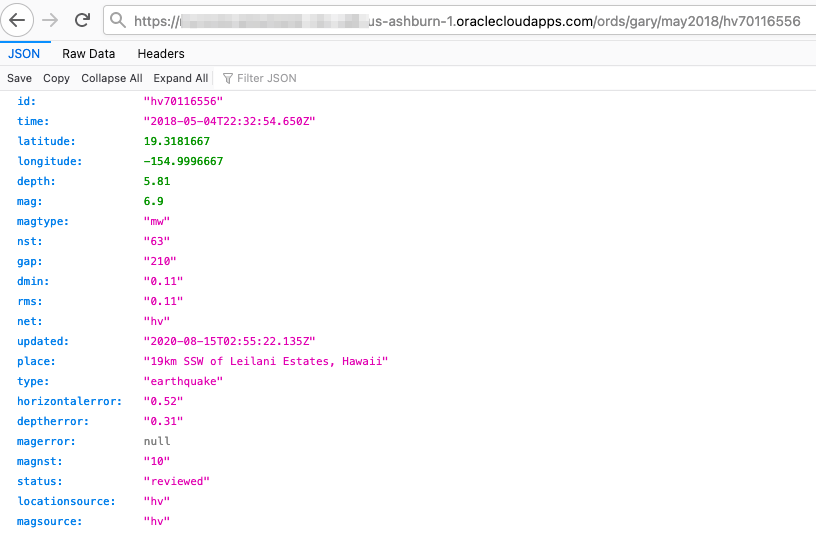 https://us-ashburn-1.oraclecloudapps.com/ords/gary/may2018/hv70116556
JSON Raw Data Headers
Save Copy Collapse All Expand All Filter JSON
id: "hv70116556"
time: "2018-05-04T22:32:54.650Z"
latitude: 19.3181667
longitude: -154.9996667
depth: 5.81
mag: 6.9
magtype: "mw"
nst: "63"
gap: "210"
dmin: "0.11"
rms: "0.11"
net: "hv"
updated: "2020-08-15T02:55:22.135Z"
place: "19km SSW of Leilani Estates, Hawaii"
type: "earthquake"
horizontalerror: "0.52"
deptherror: "0.31"
magerror: null
magnst: "10"
status: "reviewed"
locationsource: "hv"
magsource: "hv"